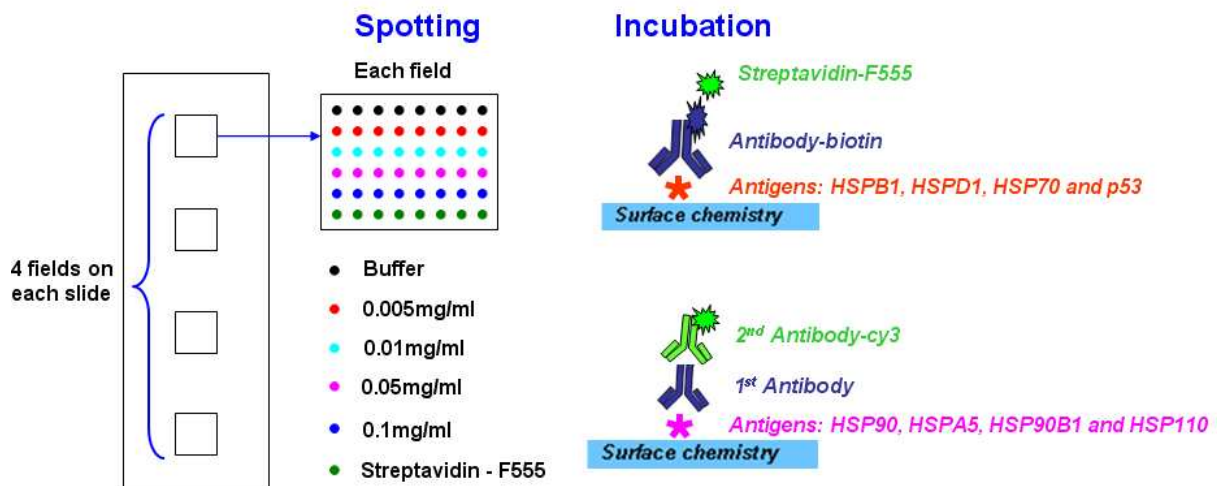 Spotting
Each field
4 fields on
each slide
Buffer
0.005mg/ml
0.01mg/ml
0.05mg/ml
0.1mg/ml
Streptavidin - F555
Incubation
Streptavidin-F555
Antibody-biotin
Antigens: HSPB1, HSPD1, HSP70 and p53
Surface chemistry
2nd Antibody-cy3
1st Antibody
Antigens: HSP90, HSPA5, HSP90B1 and HSP110
Surface chemistry